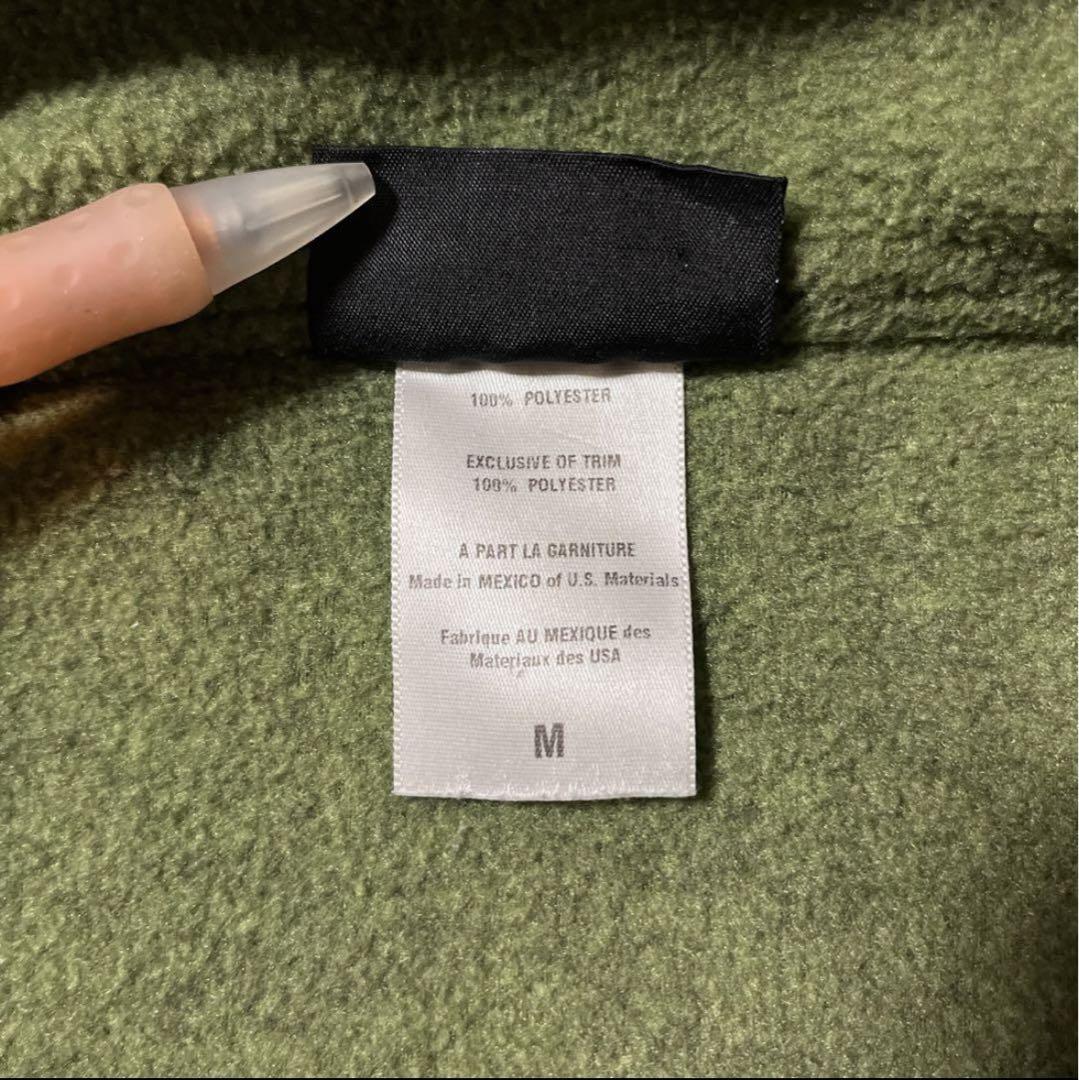 100% POLYESTER
EXCLUSIVE OF TRIM
100% POLYESTER
A PART LA GARNITURE
Made in MEXICO of U.S. Materials
Fabrique AU MEXIQUE des
Materiaux des USA
M